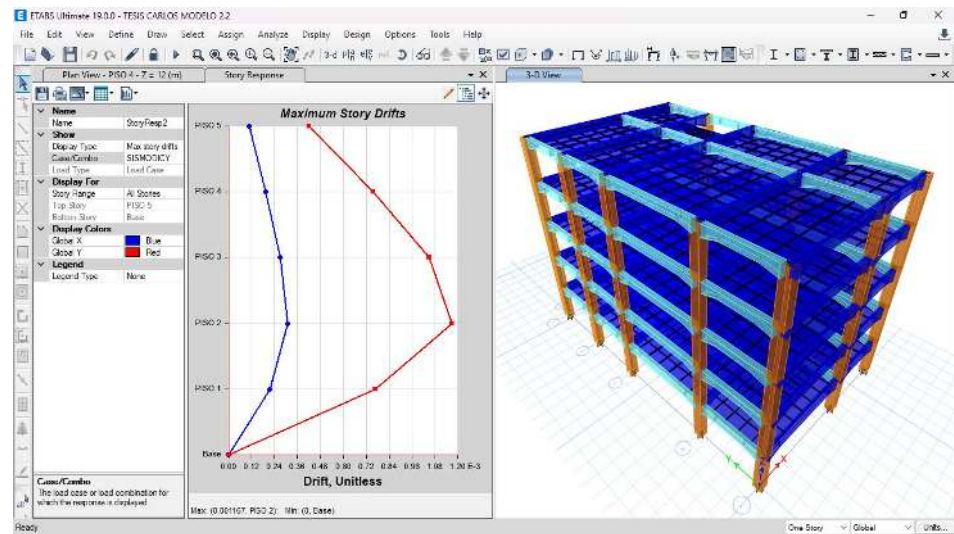 ETABS Ultimate 19.0.0 - TESIS CARLOS MODELO 2.2
File Edit View Define Draw Select Assign Analyze Display Design Options Tools Help
Plan View - PISO 4 - Z = 12 (m)
Story Response
3-D View
Name
Name StoryResp2
Show
Display Type Max story drifts
Case/Combo SISMODICY
Load Type Load Case
Display For
Story Range All Stories
Top Story PISO 5
Bottom Story Base
Display Colors
Global X Blue
Global Y Red
Legend
Legend Type None
Case/Combo
The load case or load combination for
which the response is displayed
Maximum Story Drifts
PISO 5
PISO 4
PISO 3
PISO 2
PISO 1
Base
0.00 0.12 0.24 0.36 0.48 0.60 0.72 0.84 0.96 1.08 1.20 E-3
Drift, Unitless
Max: (0.001167, PISO 2); Min: (0, Base)
X
Y
Ready
One Story Global Units...